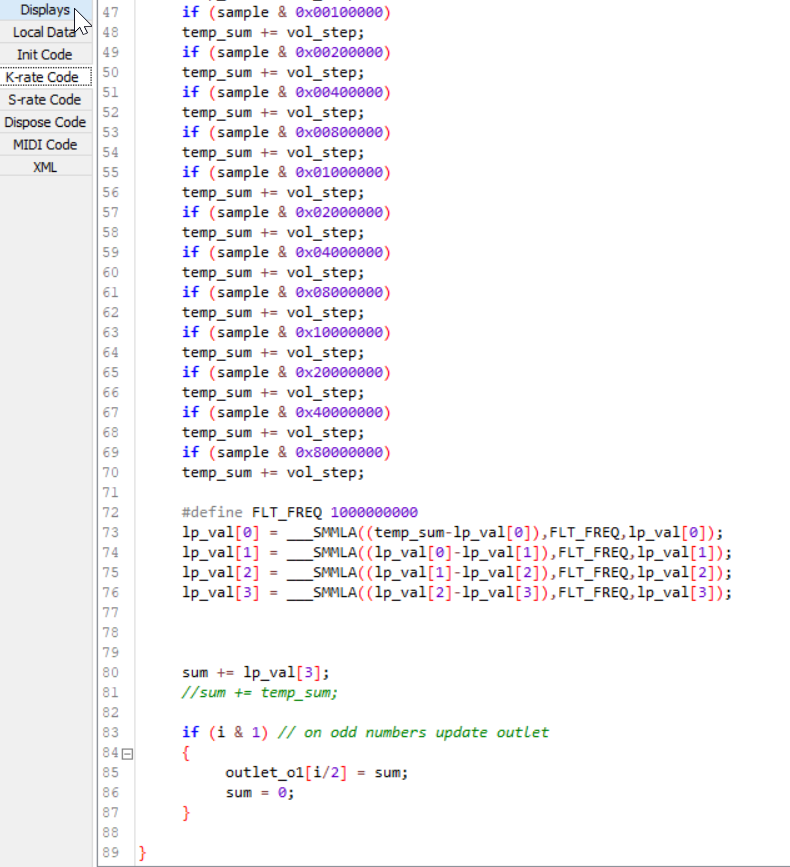 Displays
Local Data
Init Code
K-rate Code
S-rate Code
Dispose Code
MIDI Code
XML
47 if (sample & 0x00100000)
48 temp_sum += vol_step;
49 if (sample & 0x00200000)
50 temp_sum += vol_step;
51 if (sample & 0x00400000)
52 temp_sum += vol_step;
53 if (sample & 0x00800000)
54 temp_sum += vol_step;
55 if (sample & 0x01000000)
56 temp_sum += vol_step;
57 if (sample & 0x02000000)
58 temp_sum += vol_step;
59 if (sample & 0x04000000)
60 temp_sum += vol_step;
61 if (sample & 0x08000000)
62 temp_sum += vol_step;
63 if (sample & 0x10000000)
64 temp_sum += vol_step;
65 if (sample & 0x20000000)
66 temp_sum += vol_step;
67 if (sample & 0x40000000)
68 temp_sum += vol_step;
69 if (sample & 0x80000000)
70 temp_sum += vol_step;
71
72 #define FLT_FREQ 1000000000
73 lp_val[0] = ___SMMLA((temp_sum-lp_val[0]),FLT_FREQ,lp_val[0]);
74 lp_val[1] = ___SMMLA((lp_val[0]-lp_val[1]),FLT_FREQ,lp_val[1]);
75 lp_val[2] = ___SMMLA((lp_val[1]-lp_val[2]),FLT_FREQ,lp_val[2]);
76 lp_val[3] = ___SMMLA((lp_val[2]-lp_val[3]),FLT_FREQ,lp_val[3]);
77
78
79
80 sum += lp_val[3];
81 //sum += temp_sum;
82
83 if (i & 1) // on odd numbers update outlet
84 {
85 outlet_o1[i/2] = sum;
86 sum = 0;
87 }
88
89 }